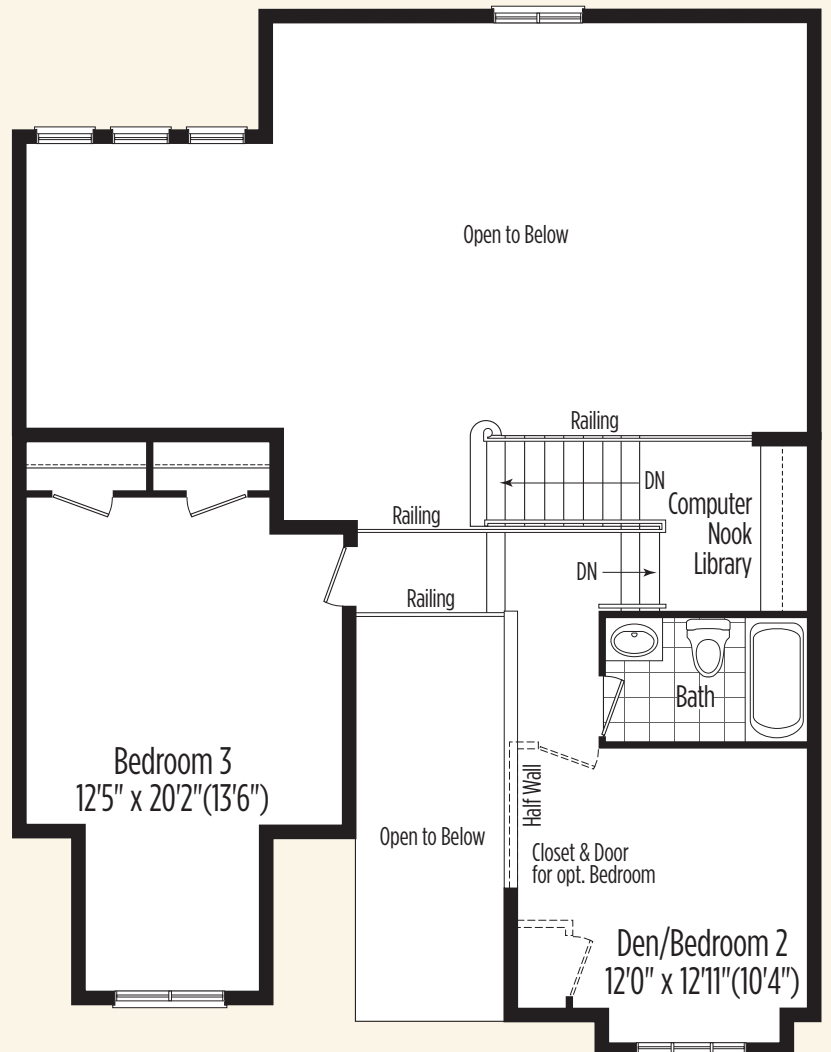 Open to Below
Railing
DN
Computer
Nook
Library
Railing
DN
Railing
Bath
Bedroom 3
12'5" x 20'2"(13'6")
Half Wall
Open to Below
Closet & Door
for opt. Bedroom
Den/Bedroom 2
12'0" x 12'11"(10'4")